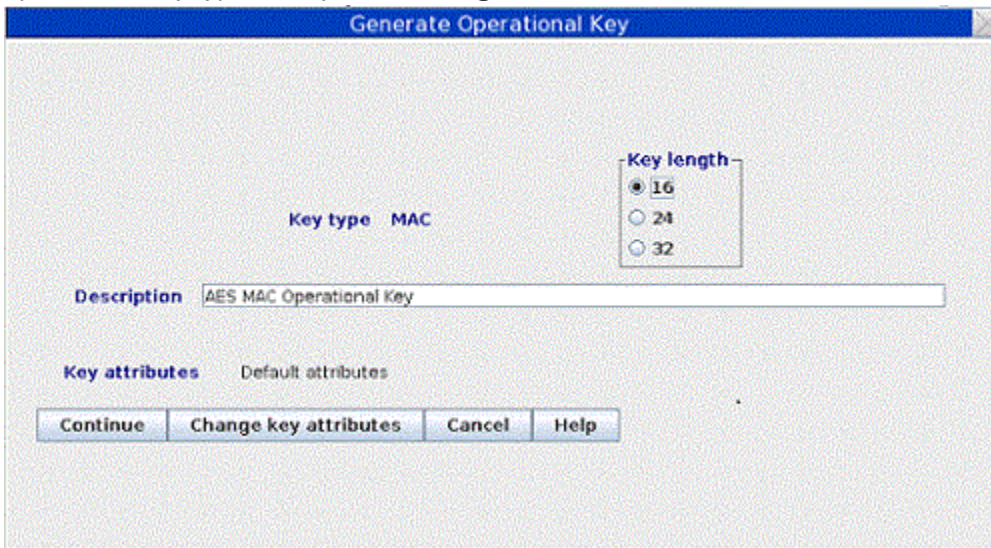 Generate Operational Key
Key length
16
Key type MAC
24
32
Description AES MAC Operational Key
Key attributes Default attributes
Continue Change key attributes Cancel Help